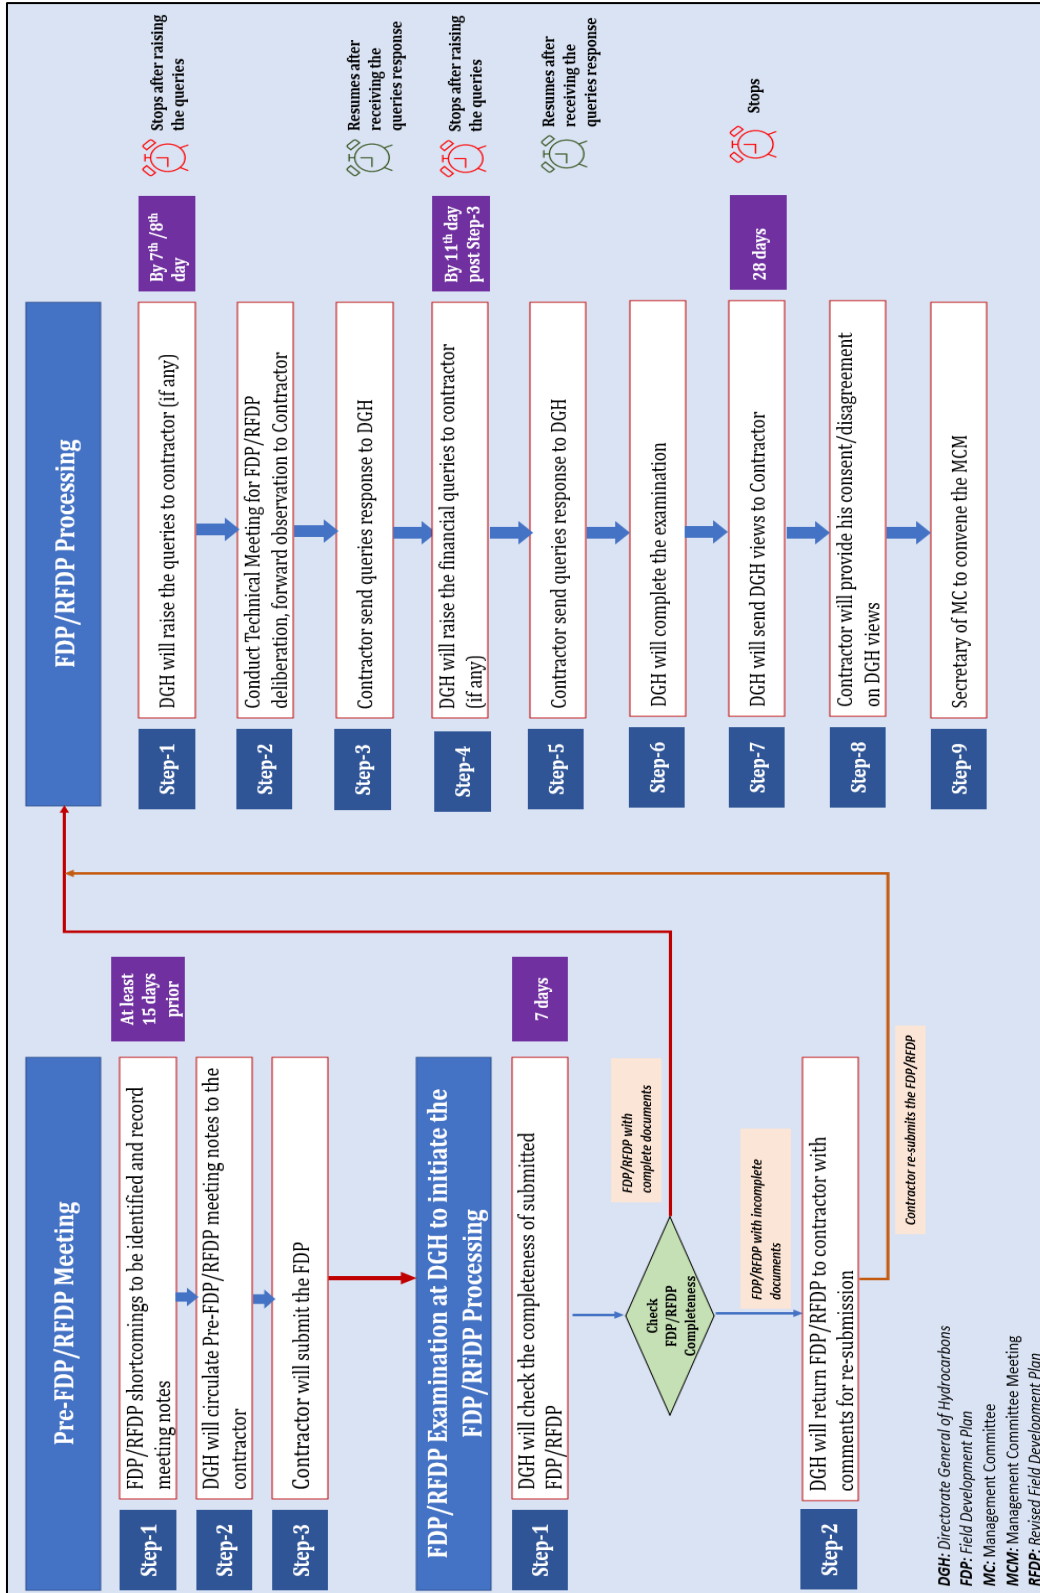 Pre-FDP/RFDP Meeting
Step-1
FDP/RFDP shortcomings to be identified and record
meeting notes
At least
15 days
prior
Step-2
DGH will circulate Pre-FDP/RFDP meeting notes to the
contractor
Step-3
Contractor will submit the FDP
FDP/RFDP Examination at DGH to initiate the
FDP/RFDP Processing
Step-1
DGH will check the completeness of submitted
FDP/RFDP
7 days
Check
FDP/RFDP
Completeness
FDP/RFDP with
complete documents
FDP/RFDP with incomplete
documents
Step-2
DGH will return FDP/RFDP to contractor with
comments for re-submission
Contractor re-submits the FDP/RFDP
DGH: Directorate General of Hydrocarbons
FDP: Field Development Plan
MC: Management Committee
MCM: Management Committee Meeting
RFDP: Revised Field Development Plan
FDP/RFDP Processing
Step-1
DGH will raise the queries to contractor (if any)
By 7th /8th
day
Stops after raising
the queries
Step-2
Conduct Technical Meeting for FDP/RFDP
deliberation, forward observation to Contractor
Step-3
Contractor send queries response to DGH
Resumes after
receiving the
queries response
Step-4
DGH will raise the financial queries to contractor
(if any)
By 11th day
post Step-3
Stops after raising
the queries
Step-5
Contractor send queries response to DGH
Resumes after
receiving the
queries response
Step-6
DGH will complete the examination
Step-7
DGH will send DGH views to Contractor
28 days
Stops
Step-8
Contractor will provide his consent/disagreement
on DGH views
Step-9
Secretary of MC to convene the MCM